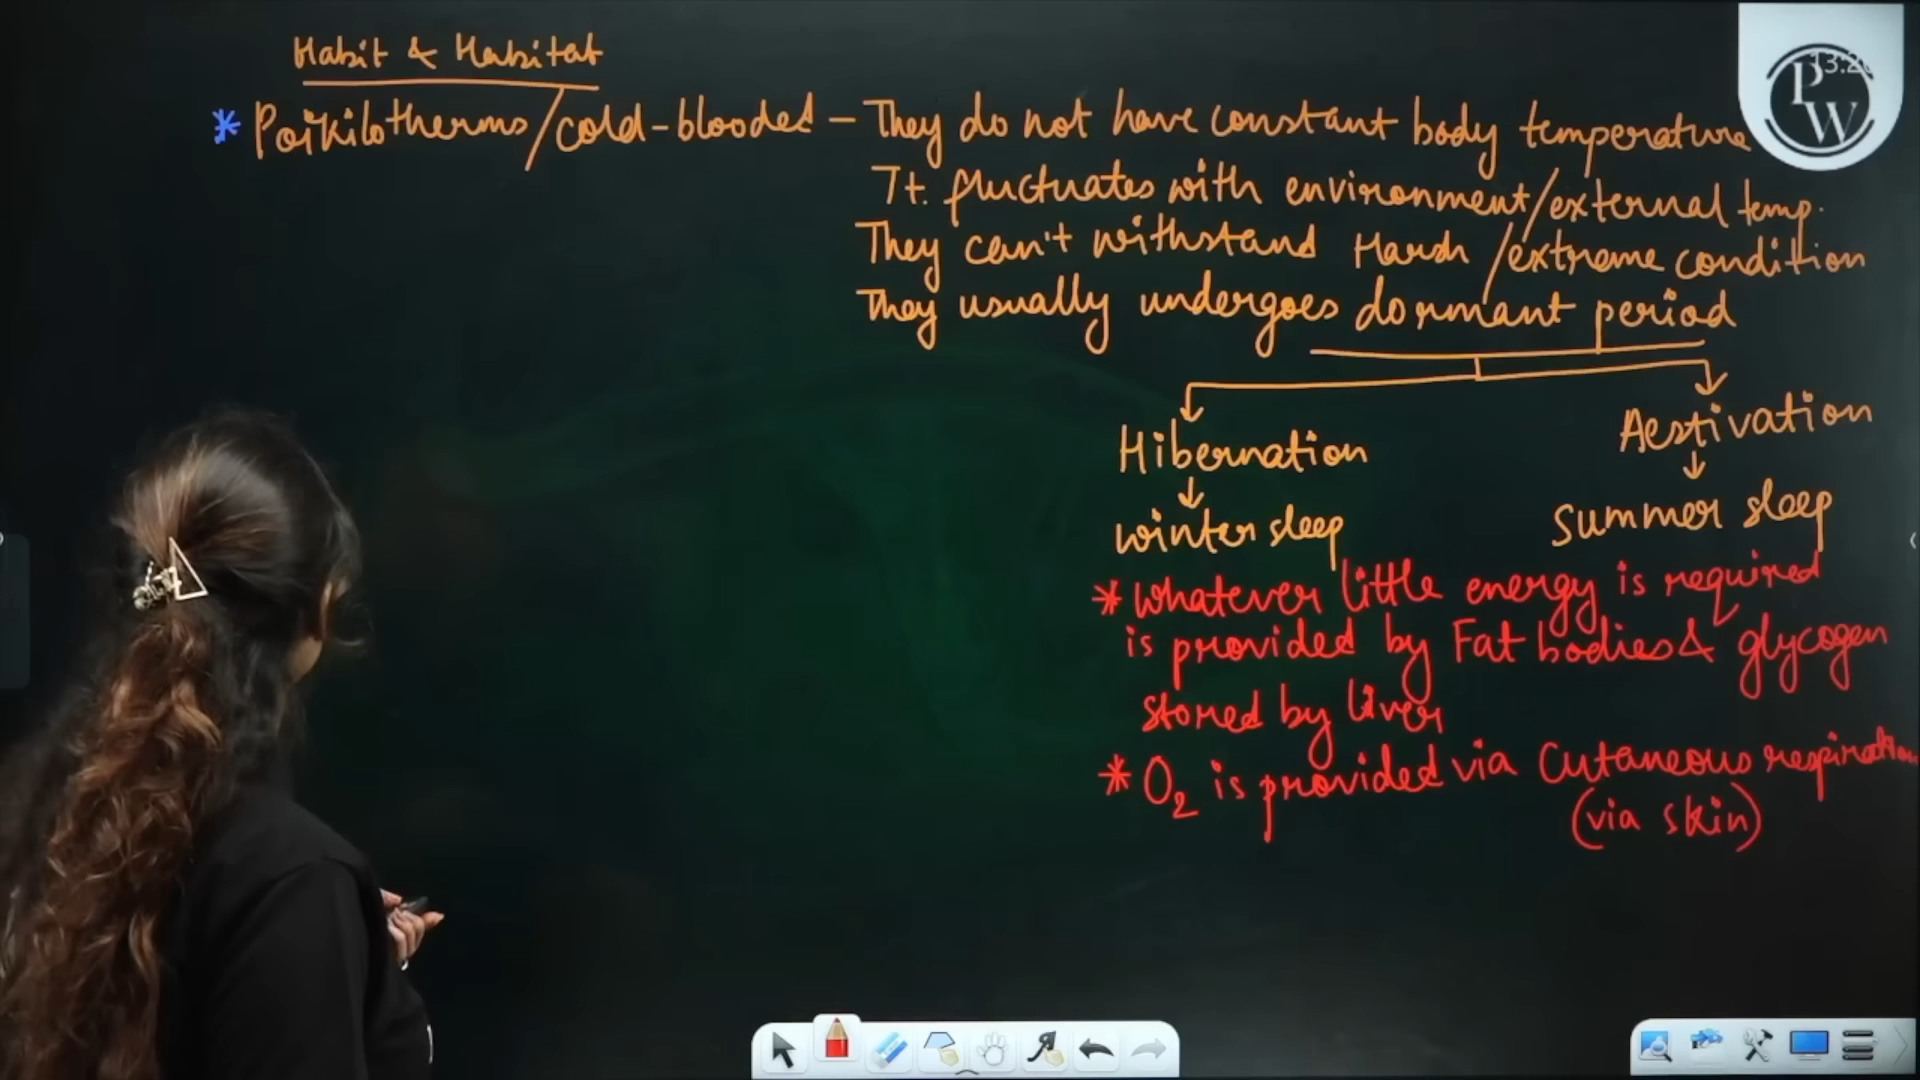 Habit & Habitat
* Poikilotherms/cold-blooded - They do not have constant body temperature
It fluctuates with environment/external temp.
They can't withstand Harsh/extreme condition
They usually undergoes dormant period
Hibernation
Aestivation
winter sleep
Summer sleep
* Whatever little energy is required
is provided by Fat bodies & glycogen
stored by liver
* O2 is provided via Cutaneous respiration
(via skin)
PW